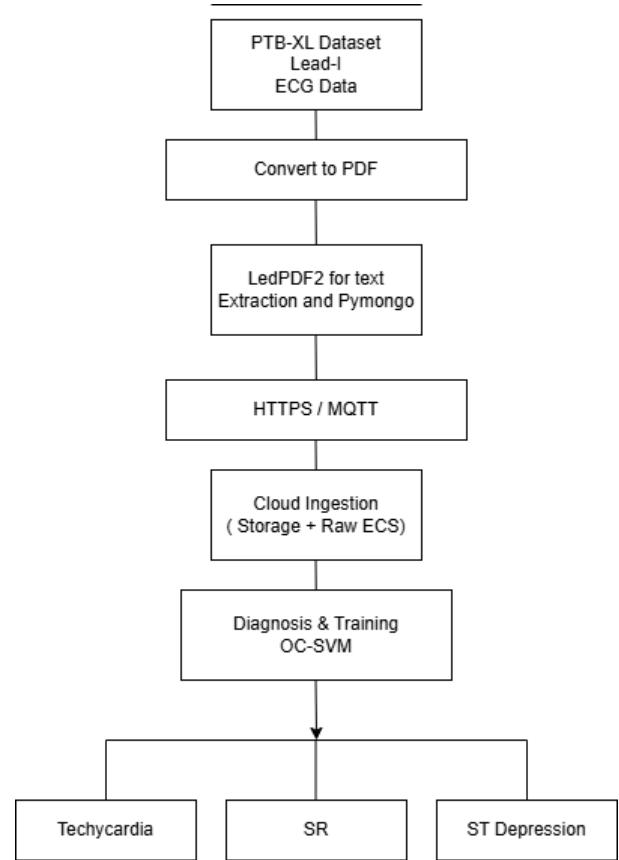 PTB-XL Dataset
Lead-I
ECG Data
Convert to PDF
LedPDF2 for text
Extraction and Pymongo
HTTPS / MQTT
Cloud Ingestion
( Storage + Raw ECS)
Diagnosis & Training
OC-SVM
Techycardia
SR
ST Depression